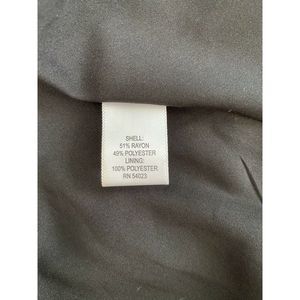 SHELL:
51% RAYON
49% POLYESTER
LINING:
100% POLYESTER
RN 54023